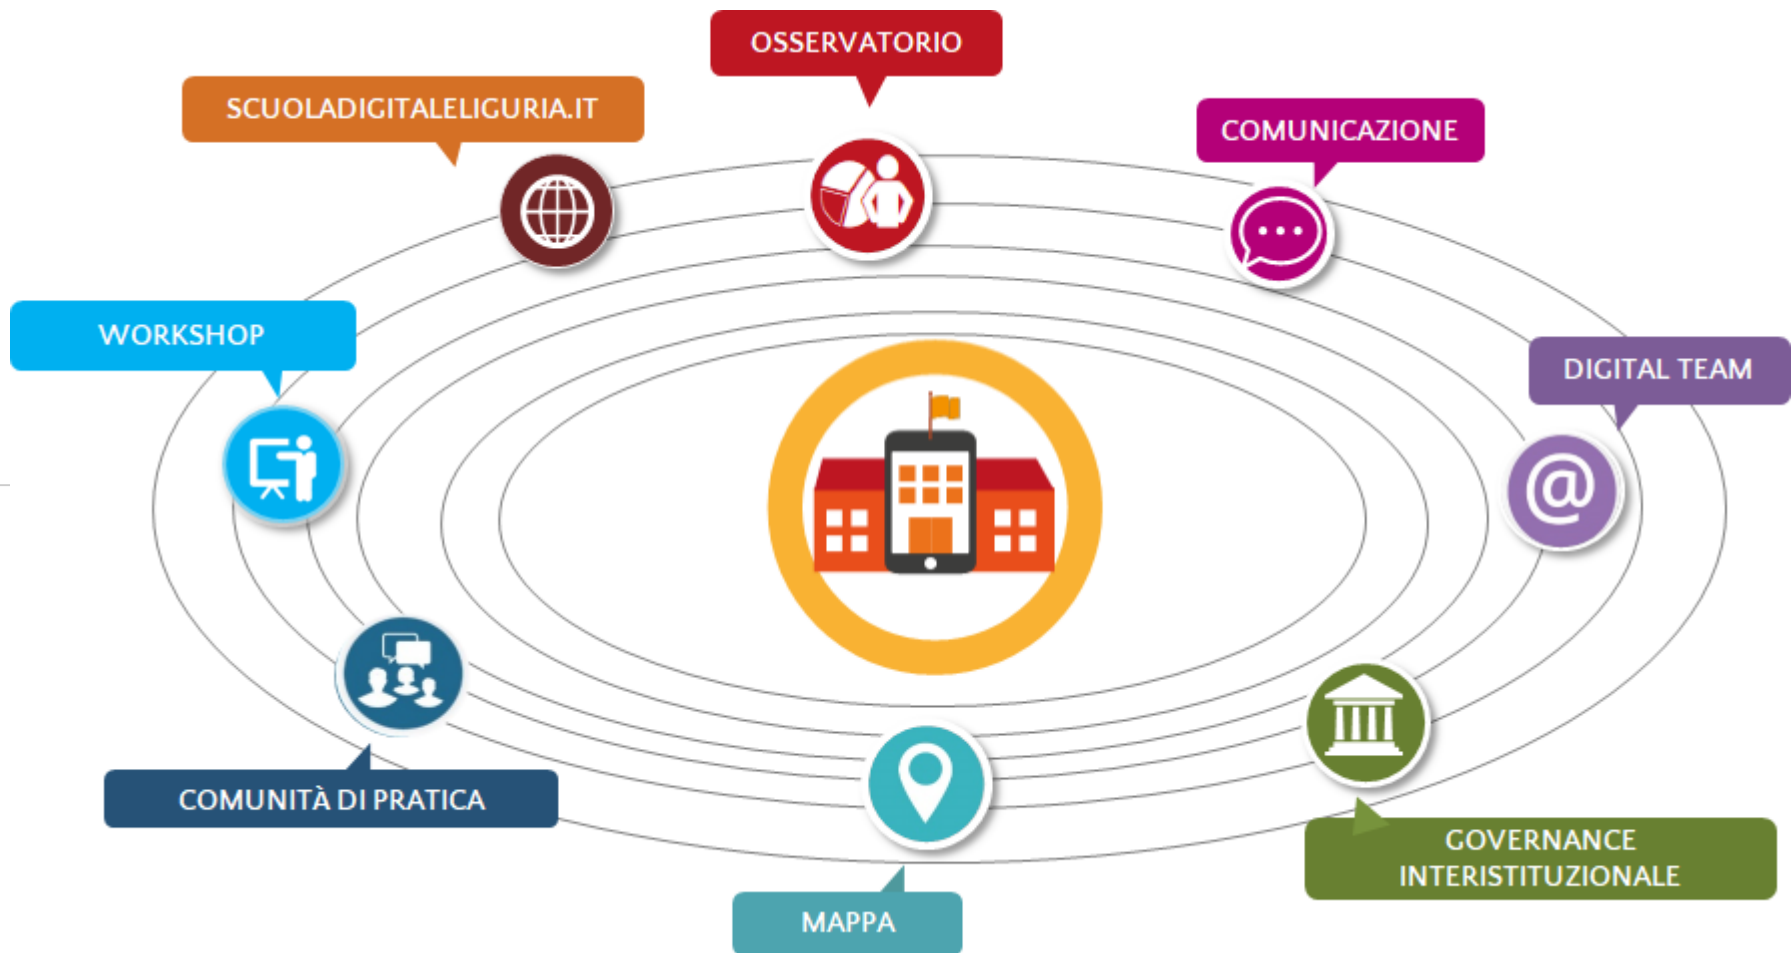 OSSERVATORIO
SCUOLADIGITALELIGURIA.IT
COMUNICAZIONE
WORKSHOP
DIGITAL TEAM
@
COMUNITÀ DI PRATICA
GOVERNANCE
INTERISTITUZIONALE
MAPPA